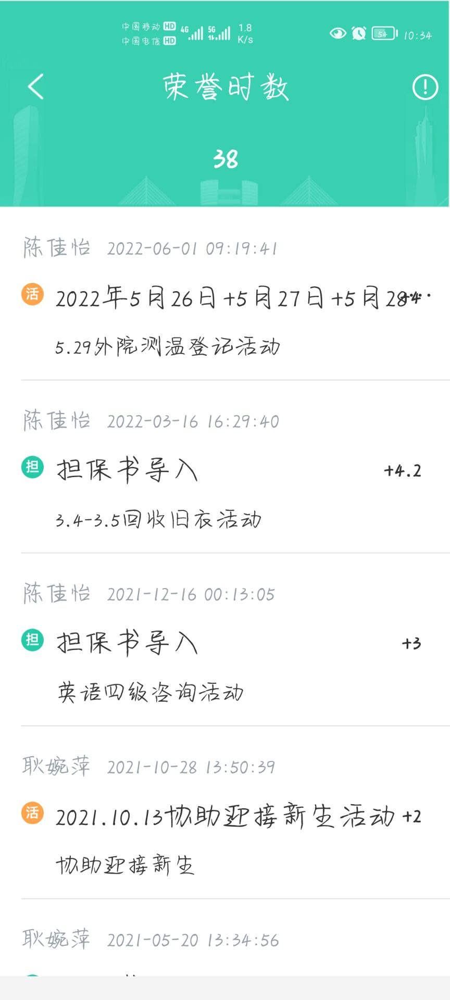 中国移动 HD 4G 5G 1.8 K/s 54 10:34
中国电信 HD
荣誉时数
38
陈佳怡 2022-06-01 09:19:41
活 2022年5月26日+5月27日+5月28… +4
5.29外院测温登记活动
陈佳怡 2022-03-16 16:29:40
担 担保书导入 +4.2
3.4-3.5回收旧衣活动
陈佳怡 2021-12-16 00:13:05
担 担保书导入 +3
英语四级咨询活动
耿婉萍 2021-10-28 13:50:39
活 2021.10.13协助迎接新生活动 +2
协助迎接新生
耿婉萍 2021-05-20 13:34:56